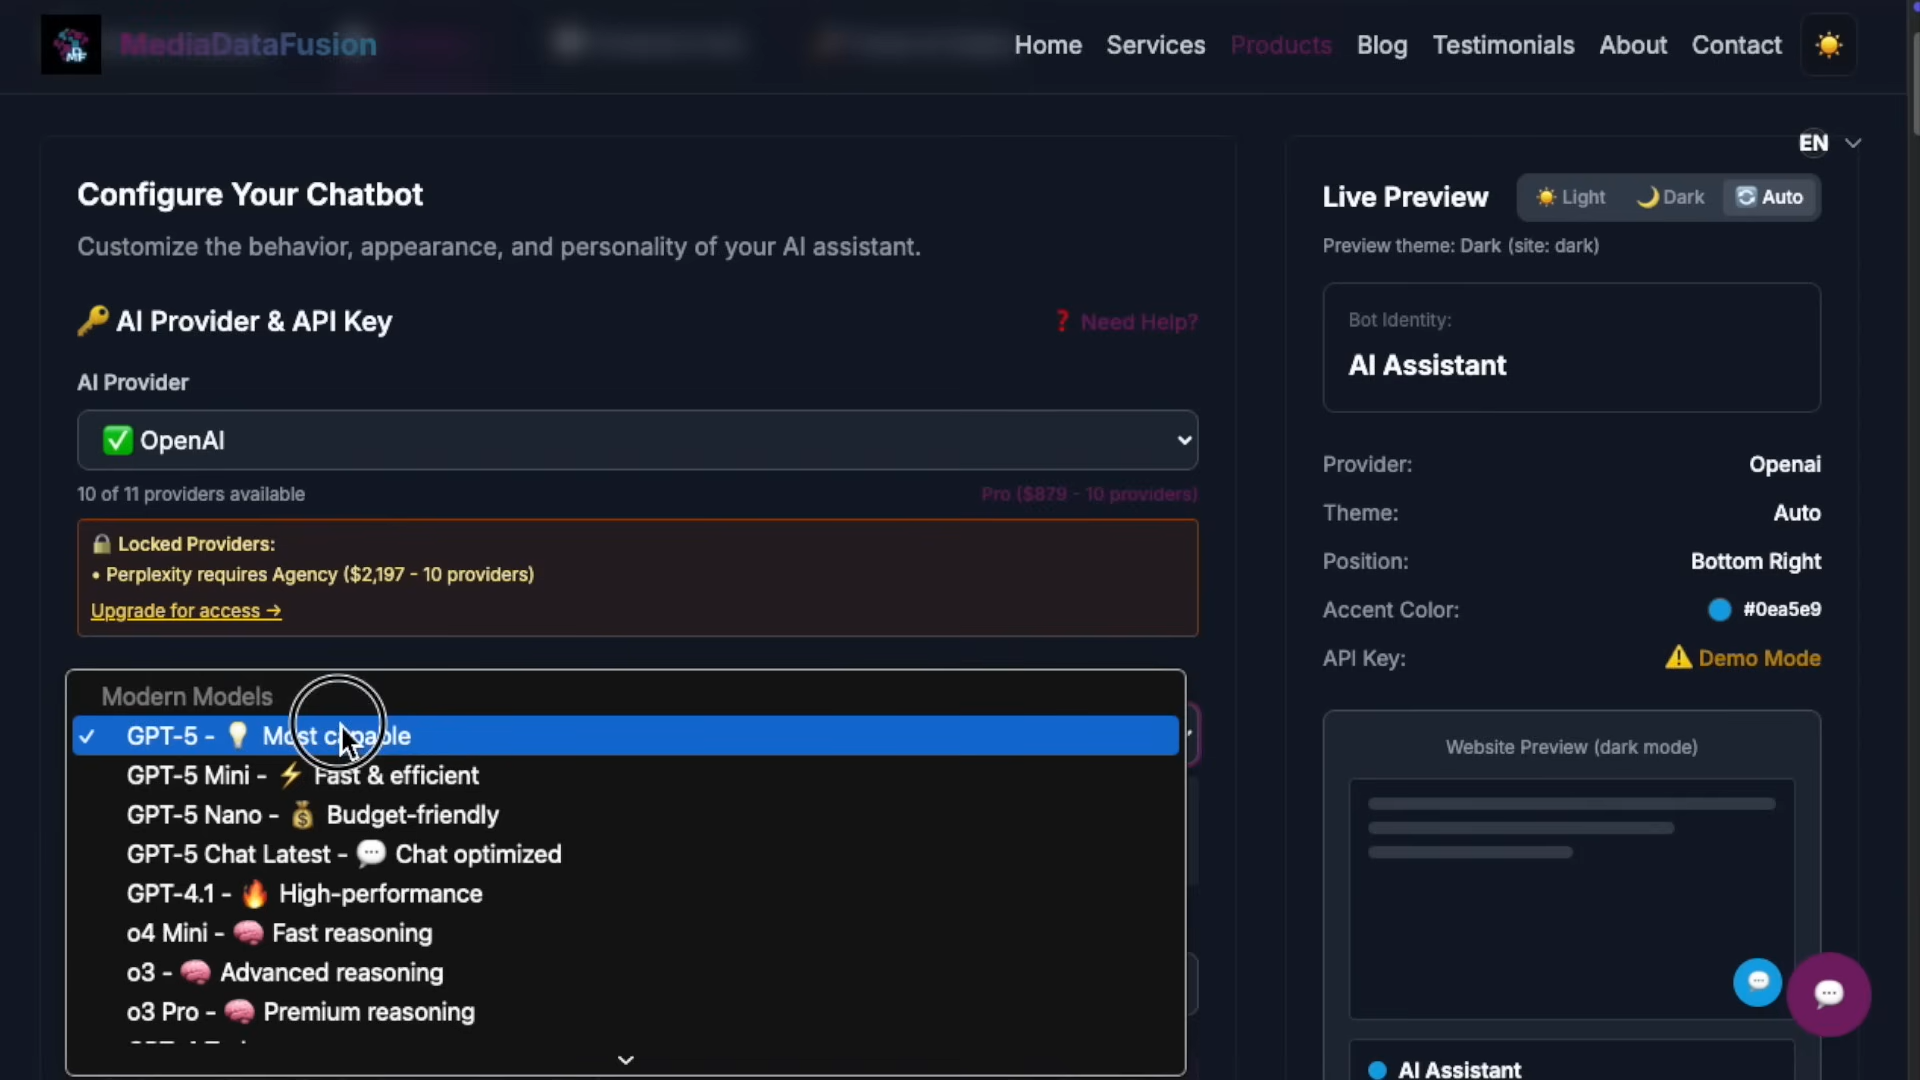 MediaDataFusion
Home Services Products Blog Testimonials About Contact
EN
Configure Your Chatbot
Customize the behavior, appearance, and personality of your AI assistant.
🔑 AI Provider & API Key
❓ Need Help?
AI Provider
✅ OpenAI
10 of 11 providers available
Pro ($879 - 10 providers)
🔒 Locked Providers:
• Perplexity requires Agency ($2,197 - 10 providers)
Upgrade for access →
Modern Models
✓ GPT-5 - 💡 Most capable
GPT-5 Mini - ⚡ Fast & efficient
GPT-5 Nano - 💰 Budget-friendly
GPT-5 Chat Latest - 💬 Chat optimized
GPT-4.1 - 🔥 High-performance
o4 Mini - 🧠 Fast reasoning
o3 - 🧠 Advanced reasoning
o3 Pro - 🧠 Premium reasoning
Live Preview
☀️ Light 🌙 Dark 🔄 Auto
Preview theme: Dark (site: dark)
Bot Identity:
AI Assistant
Provider: Openai
Theme: Auto
Position: Bottom Right
Accent Color: #0ea5e9
API Key: ⚠️ Demo Mode
Website Preview (dark mode)
AI Assistant